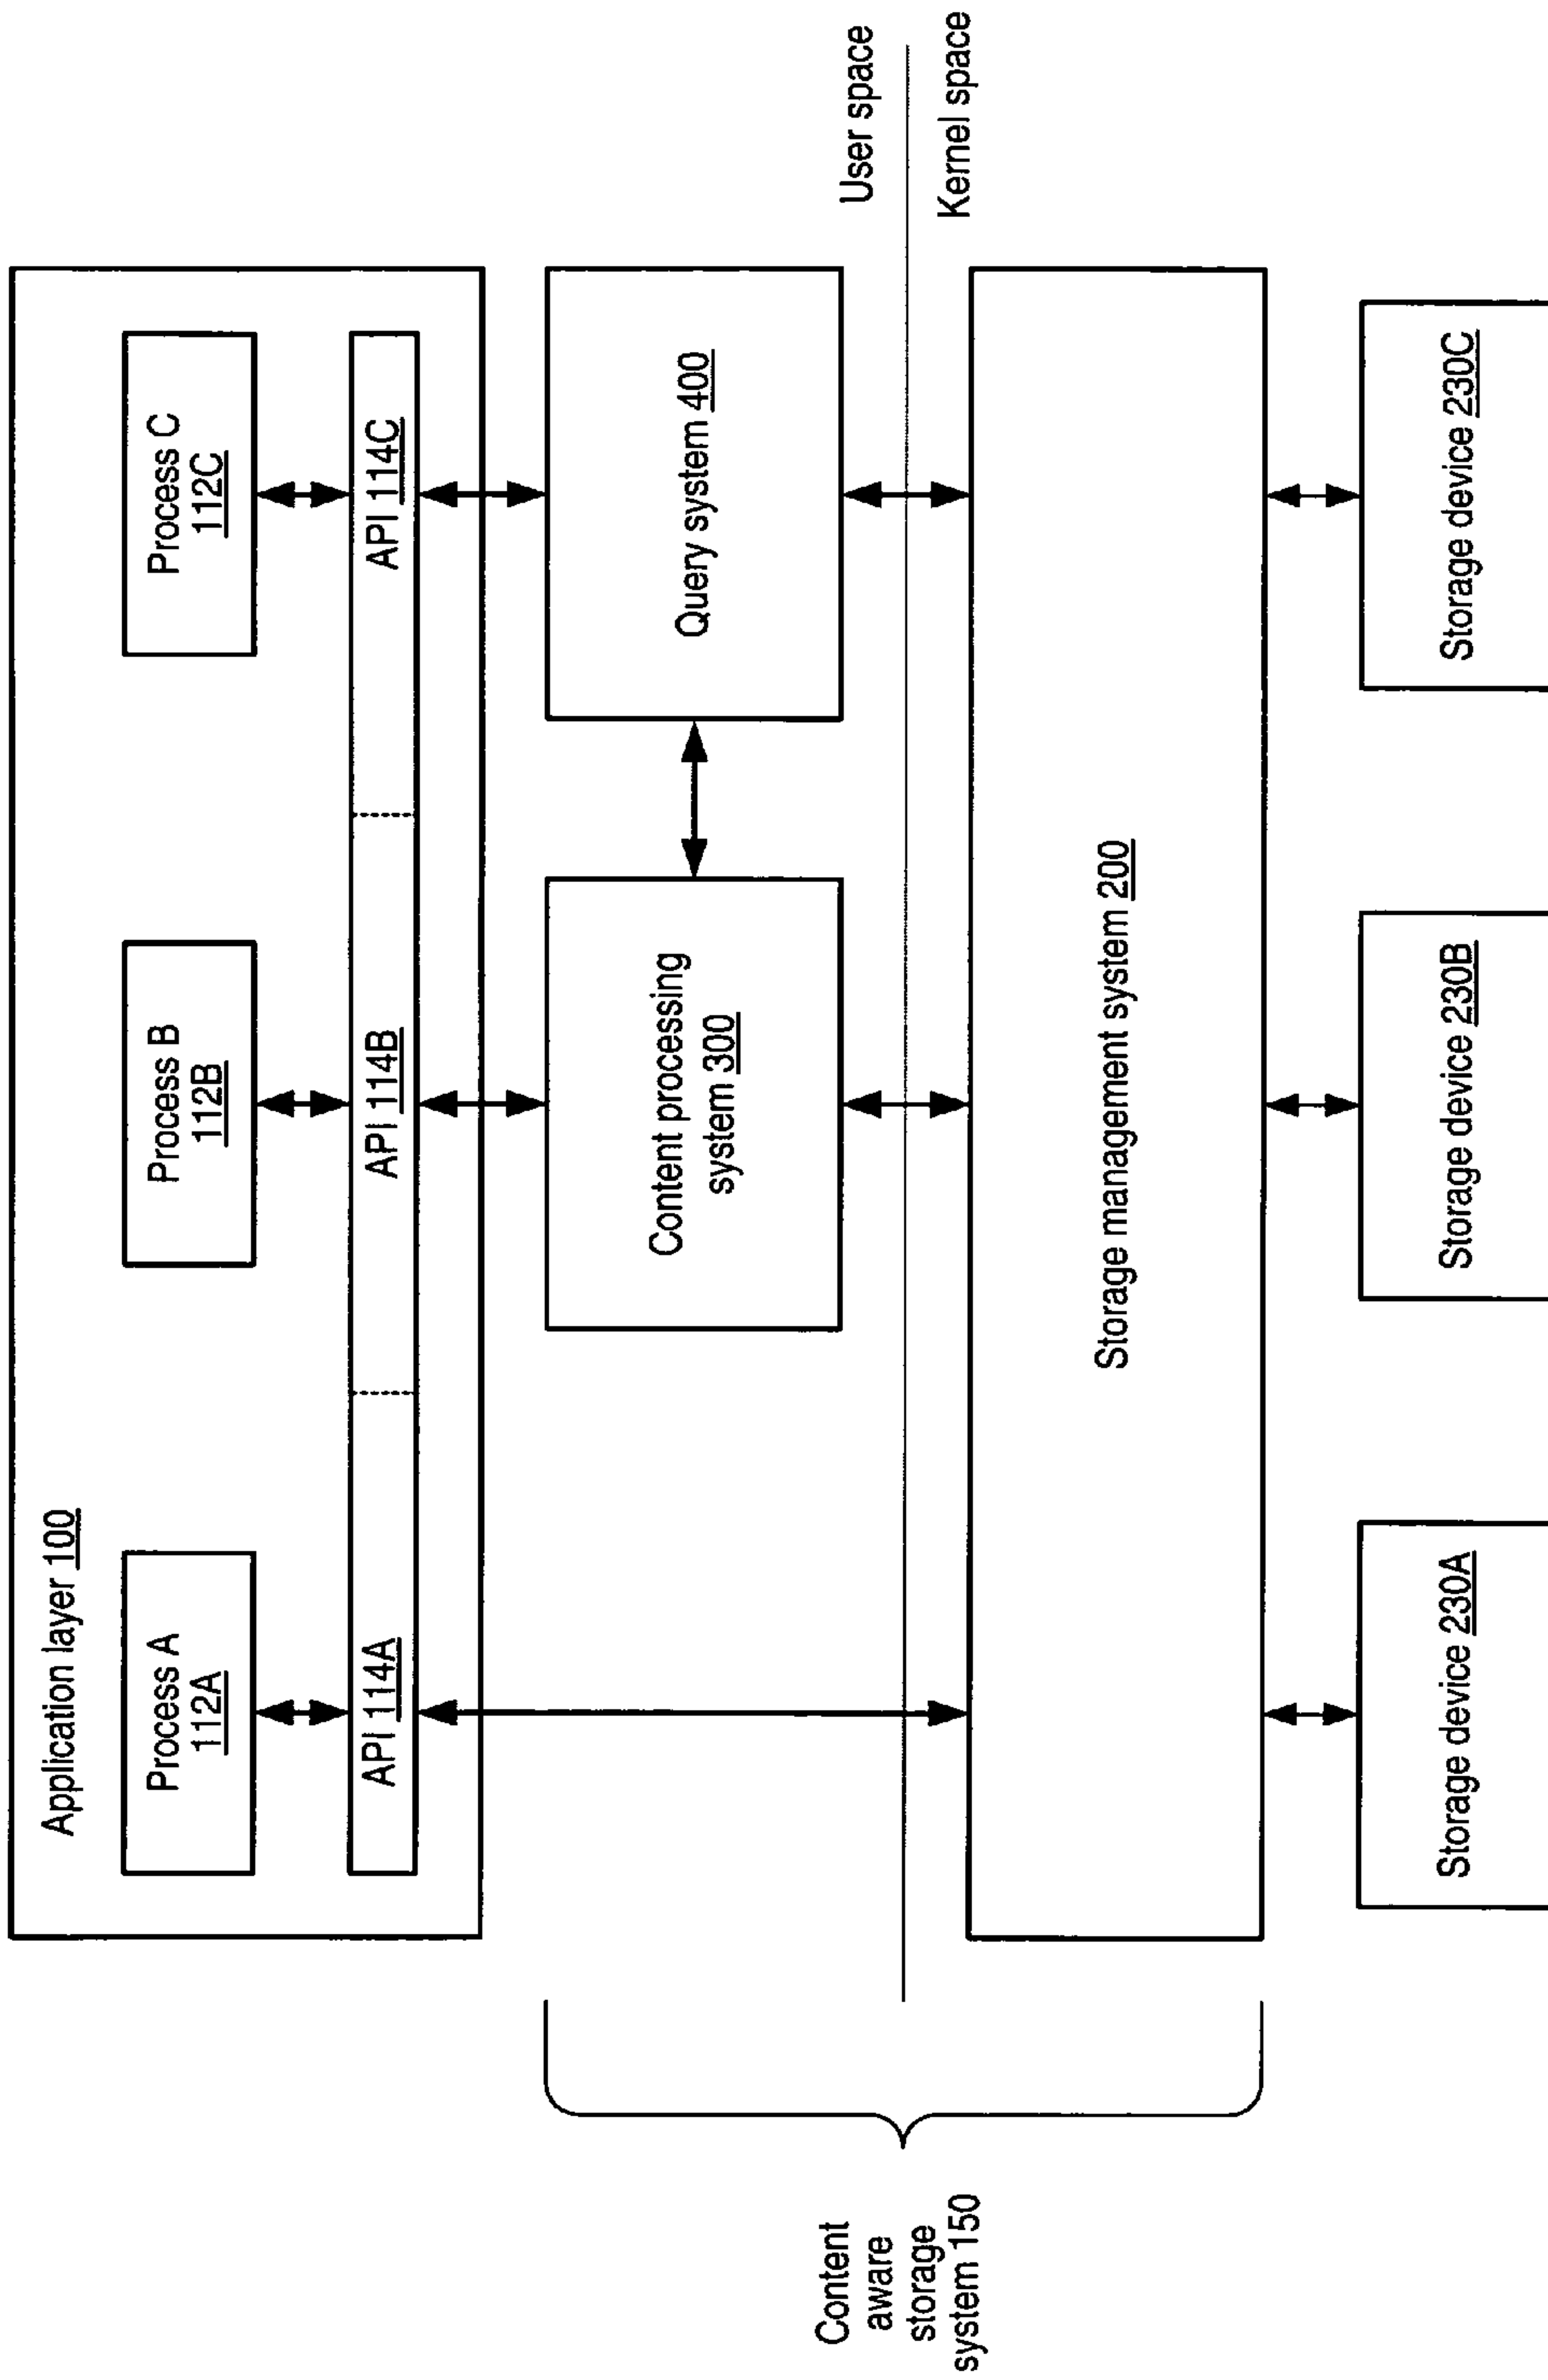 Application layer 100
Process A
112A
Process B
112B
Process C
112C
API 114A
API 114B
API 114C
Content processing
system 300
Query system 400
User space
Kernel space
Content
aware
storage
system 150
Storage management system 200
Storage device 230A
Storage device 230B
Storage device 230C